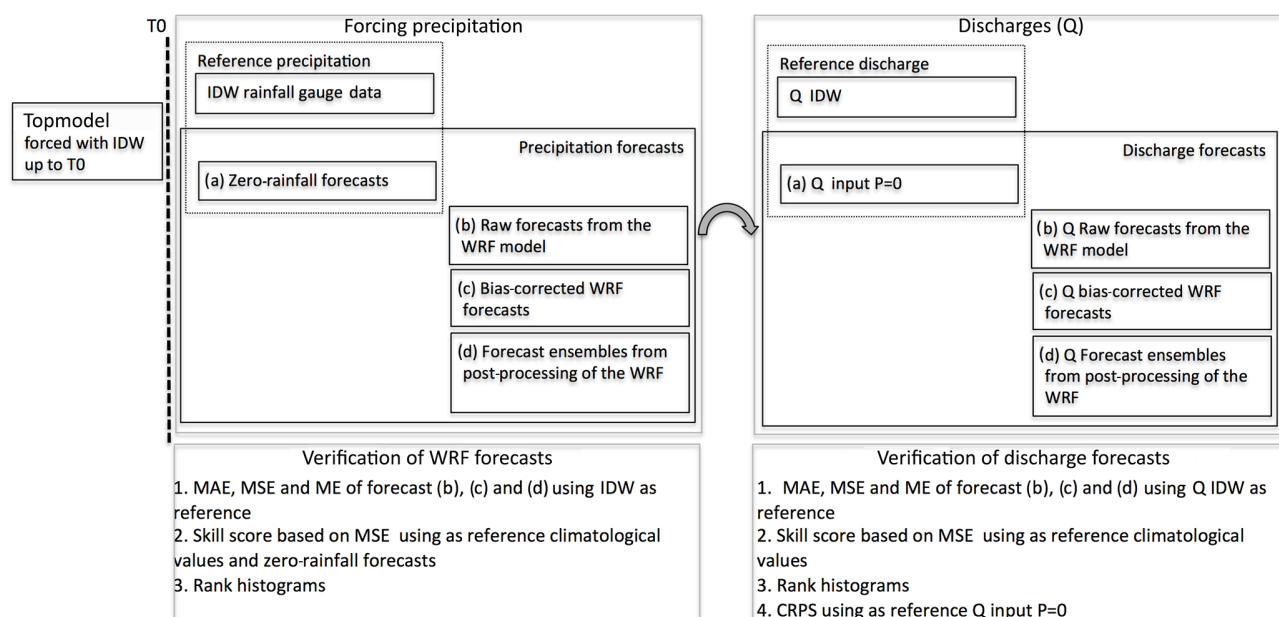 T0
Forcing precipitation
Reference precipitation
IDW rainfall gauge data
Topmodel
forced with IDW
up to T0
Precipitation forecasts
(a) Zero-rainfall forecasts
(b) Raw forecasts from the
WRF model
(c) Bias-corrected WRF
forecasts
(d) Forecast ensembles from
post-processing of the WRF
Discharges (Q)
Reference discharge
Q IDW
Discharge forecasts
(a) Q input P=0
(b) Q Raw forecasts from the
WRF model
(c) Q bias-corrected WRF
forecasts
(d) Q Forecast ensembles
from post-processing of the
WRF
Verification of WRF forecasts
1. MAE, MSE and ME of forecast (b), (c) and (d) using IDW as
reference
2. Skill score based on MSE using as reference climatological
values and zero-rainfall forecasts
3. Rank histograms
Verification of discharge forecasts
1. MAE, MSE and ME of forecast (b), (c) and (d) using Q IDW as
reference
2. Skill score based on MSE using as reference climatological
values
3. Rank histograms
4. CRPS using as reference Q input P=0